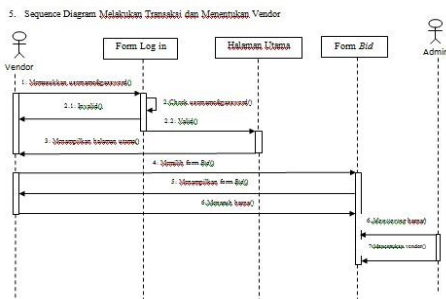 5. Sequence Diagram Melakukan Transaksi dan Menentukan Vendor
Form Log in
Halaman Utama
Form Bid
Vendor
Admin
1: Memasukkan username&password()
2: Check username&password()
2.1: Invalid()
2.2: Valid()
3: Menampilkan halaman utama()
4: Memilih form Bid()
5: Menampilkan form Bid()
6: Menaruh harga()
6: harga()
7: Menentukan vendor()